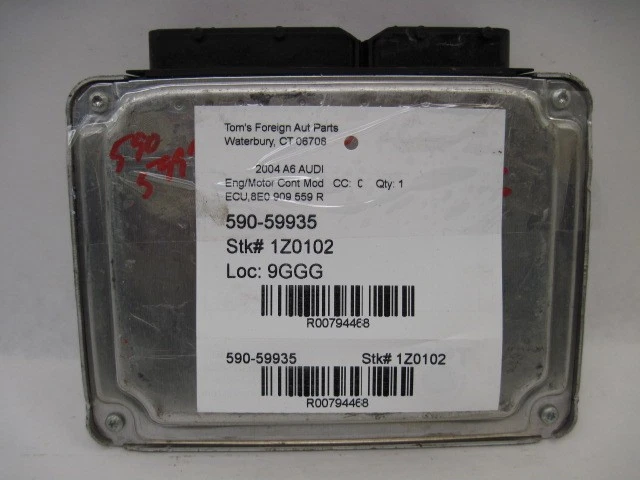 Tom's Foreign Aut Parts
Waterbury, CT 06708
2004 A6 AUDI
Eng/Motor Cont Mod CC: C Qty: 1
ECU,8E0 909 559 R
590-59935
Stk# 1Z0102
Loc: 9GGG
R00794468
590-59935 Stk# 1Z0102
R00794468
590